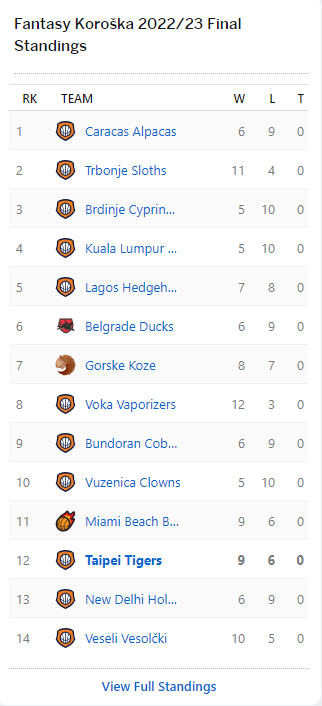 Fantasy Koroška 2022/23 Final
Standings
RK TEAM W L T
1 Caracas Alpacas 6 9 0
2 Trbonje Sloths 11 4 0
3 Brdinje Cyprin... 5 10 0
4 Kuala Lumpur ... 5 10 0
5 Lagos Hedgeh... 7 8 0
6 Belgrade Ducks 6 9 0
7 Gorske Koze 8 7 0
8 Voka Vaporizers 12 3 0
9 Bundoran Cob... 6 9 0
10 Vuzenica Clowns 5 10 0
11 Miami Beach B... 9 6 0
12 Taipei Tigers 9 6 0
13 New Delhi Hol... 6 9 0
14 Veseli Vesolčki 10 5 0
View Full Standings